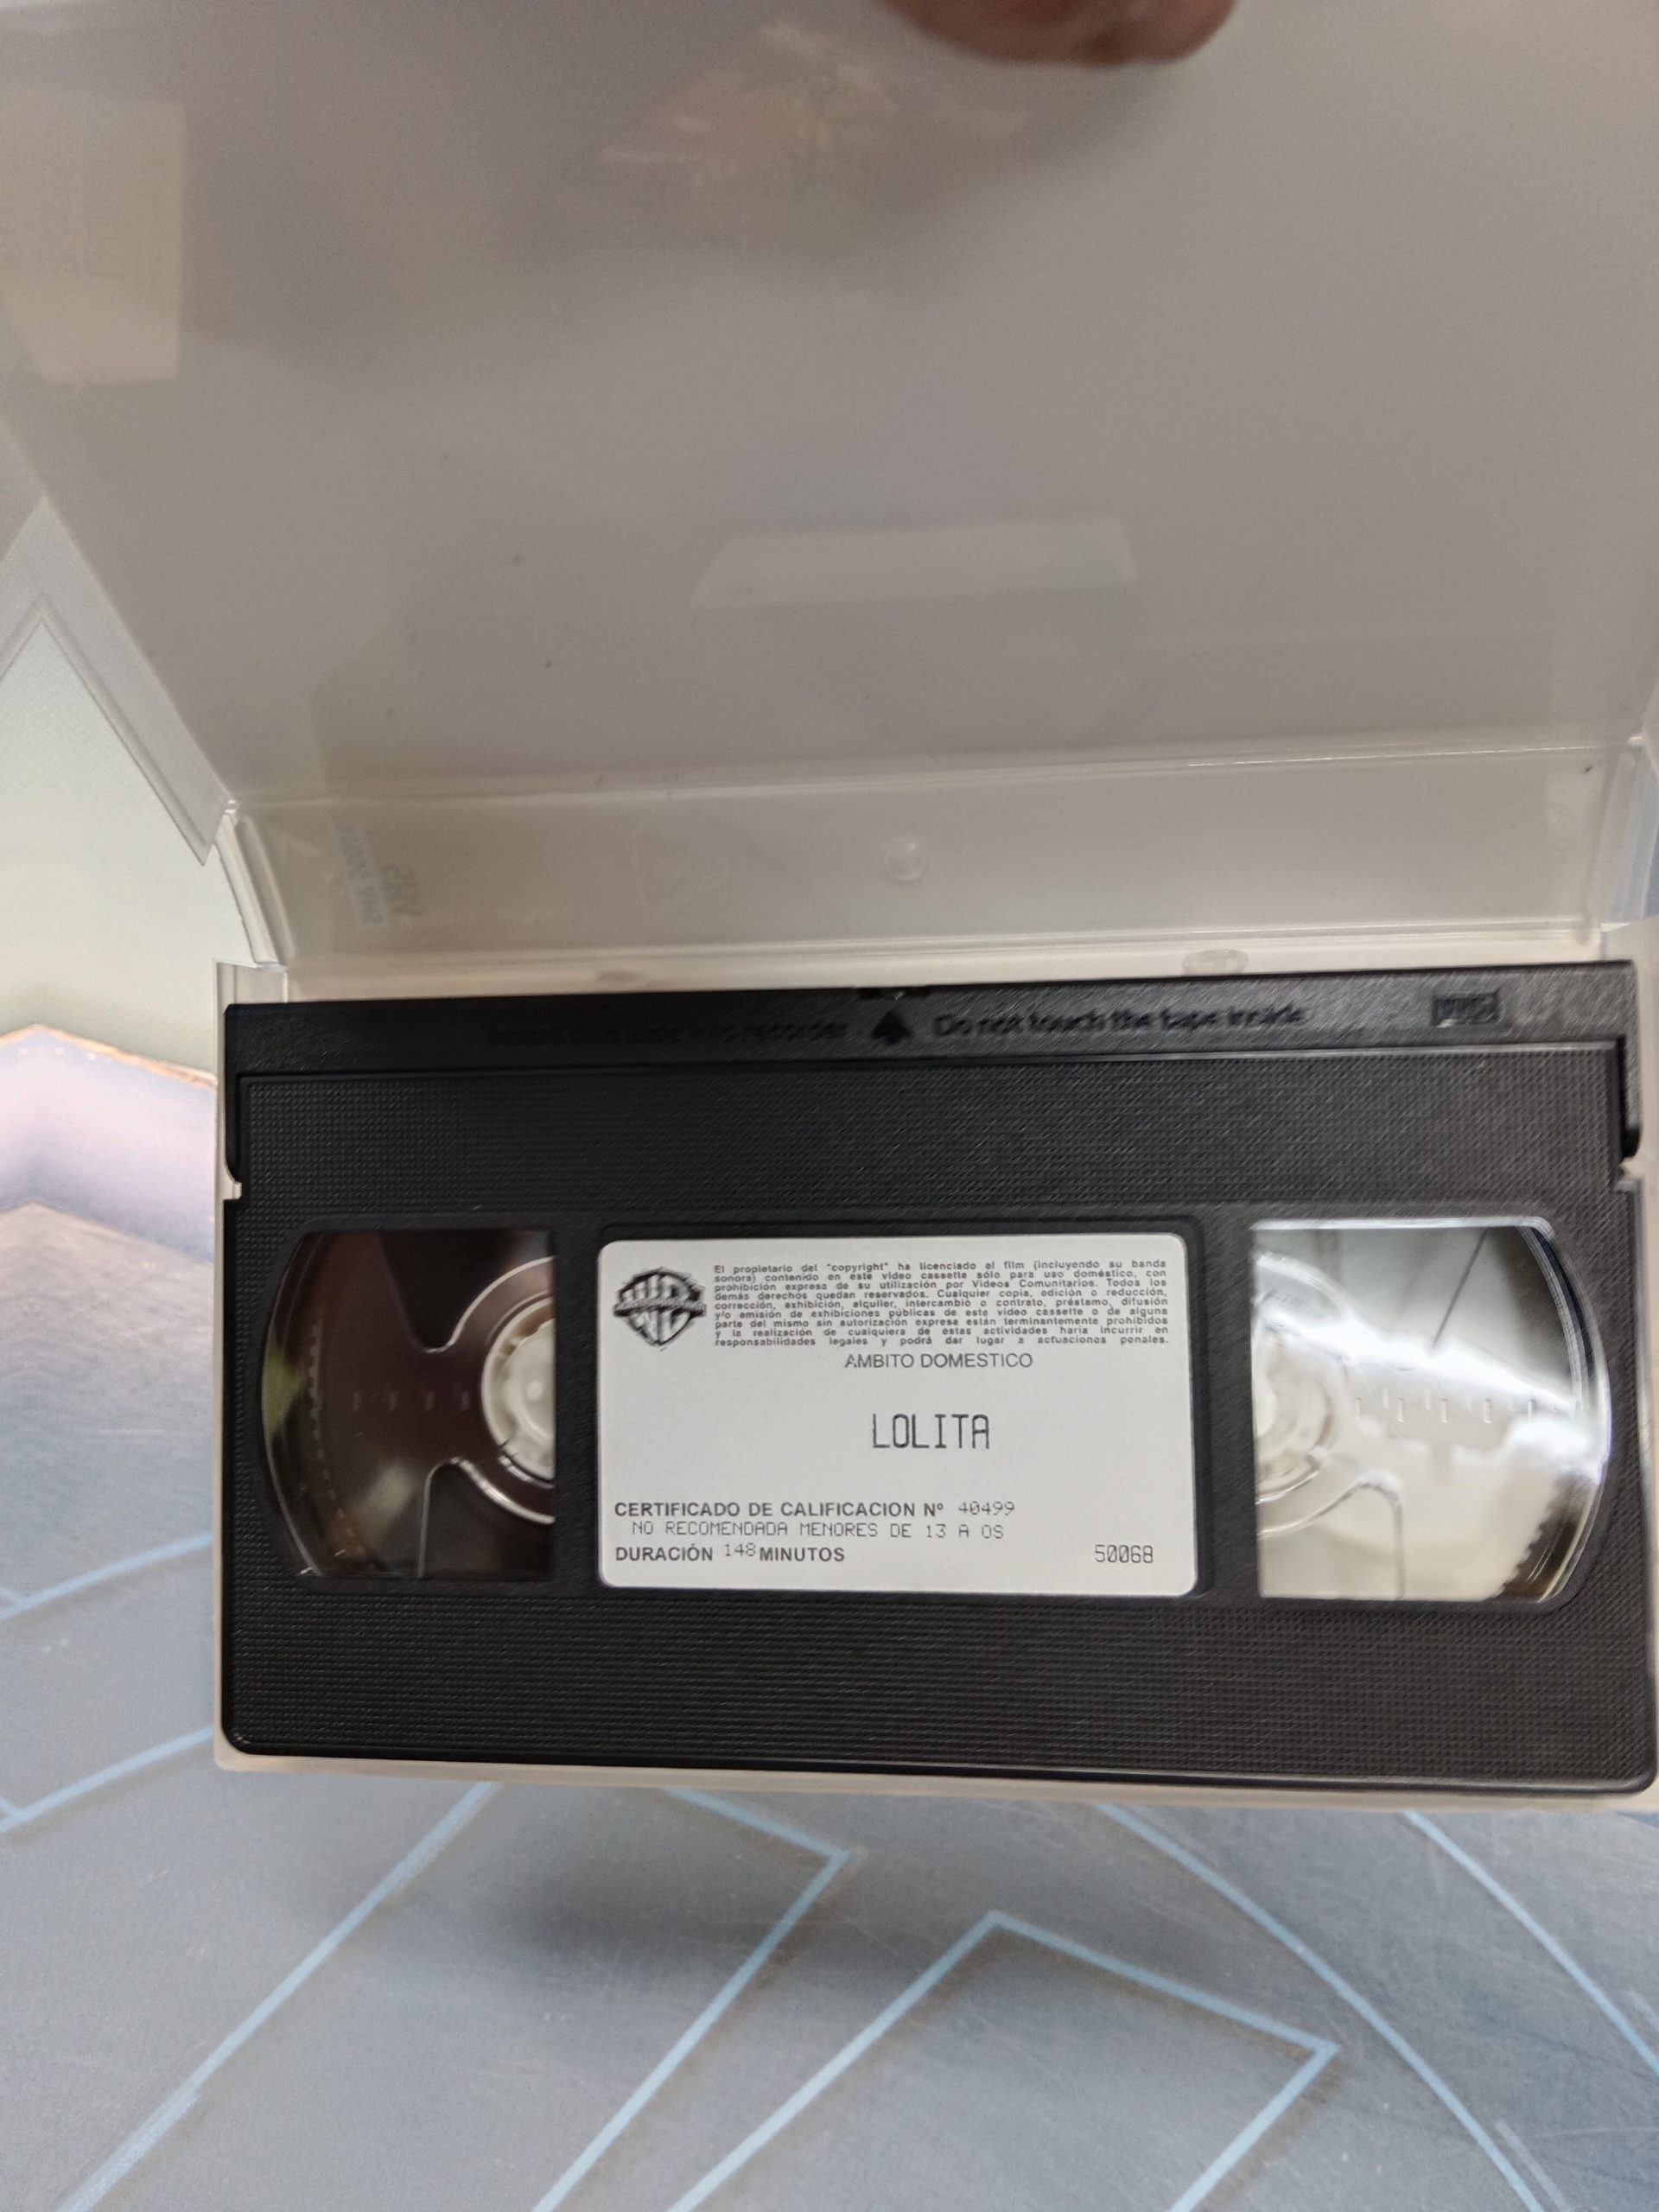 Insert this side into recorder Do not touch the tape inside VHS
El propietario del "copyright" ha licenciado el film (incluyendo su banda
sonora) contenido en este video cassette sólo para uso doméstico, con
prohibición expresa de su utilización por Videos Comunitarios. Todos los
demás derechos quedan reservados. Cualquier copia, edición o reducción,
corrección, exhibición, alquiler, intercambio o contrato, préstamo, difusión
y/o emisión de exhibiciones públicas de este video cassette o de alguna
parte del mismo sin autorización expresa están terminantemente prohibidos
y la realización de cualquiera de estas actividades haría incurrir en
responsabilidades legales y podrá dar lugar a actuaciones penales.
AMBITO DOMESTICO
LOLITA
CERTIFICADO DE CALIFICACION Nº 40499
NO RECOMENDADA MENORES DE 13 A OS
DURACIÓN 148 MINUTOS 50068